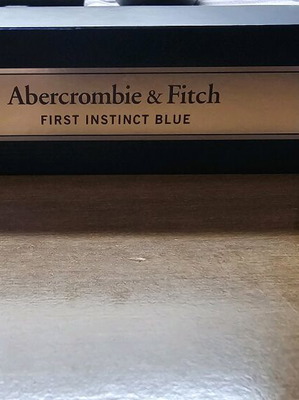 Abercrombie & Fitch
FIRST INSTINCT BLUE